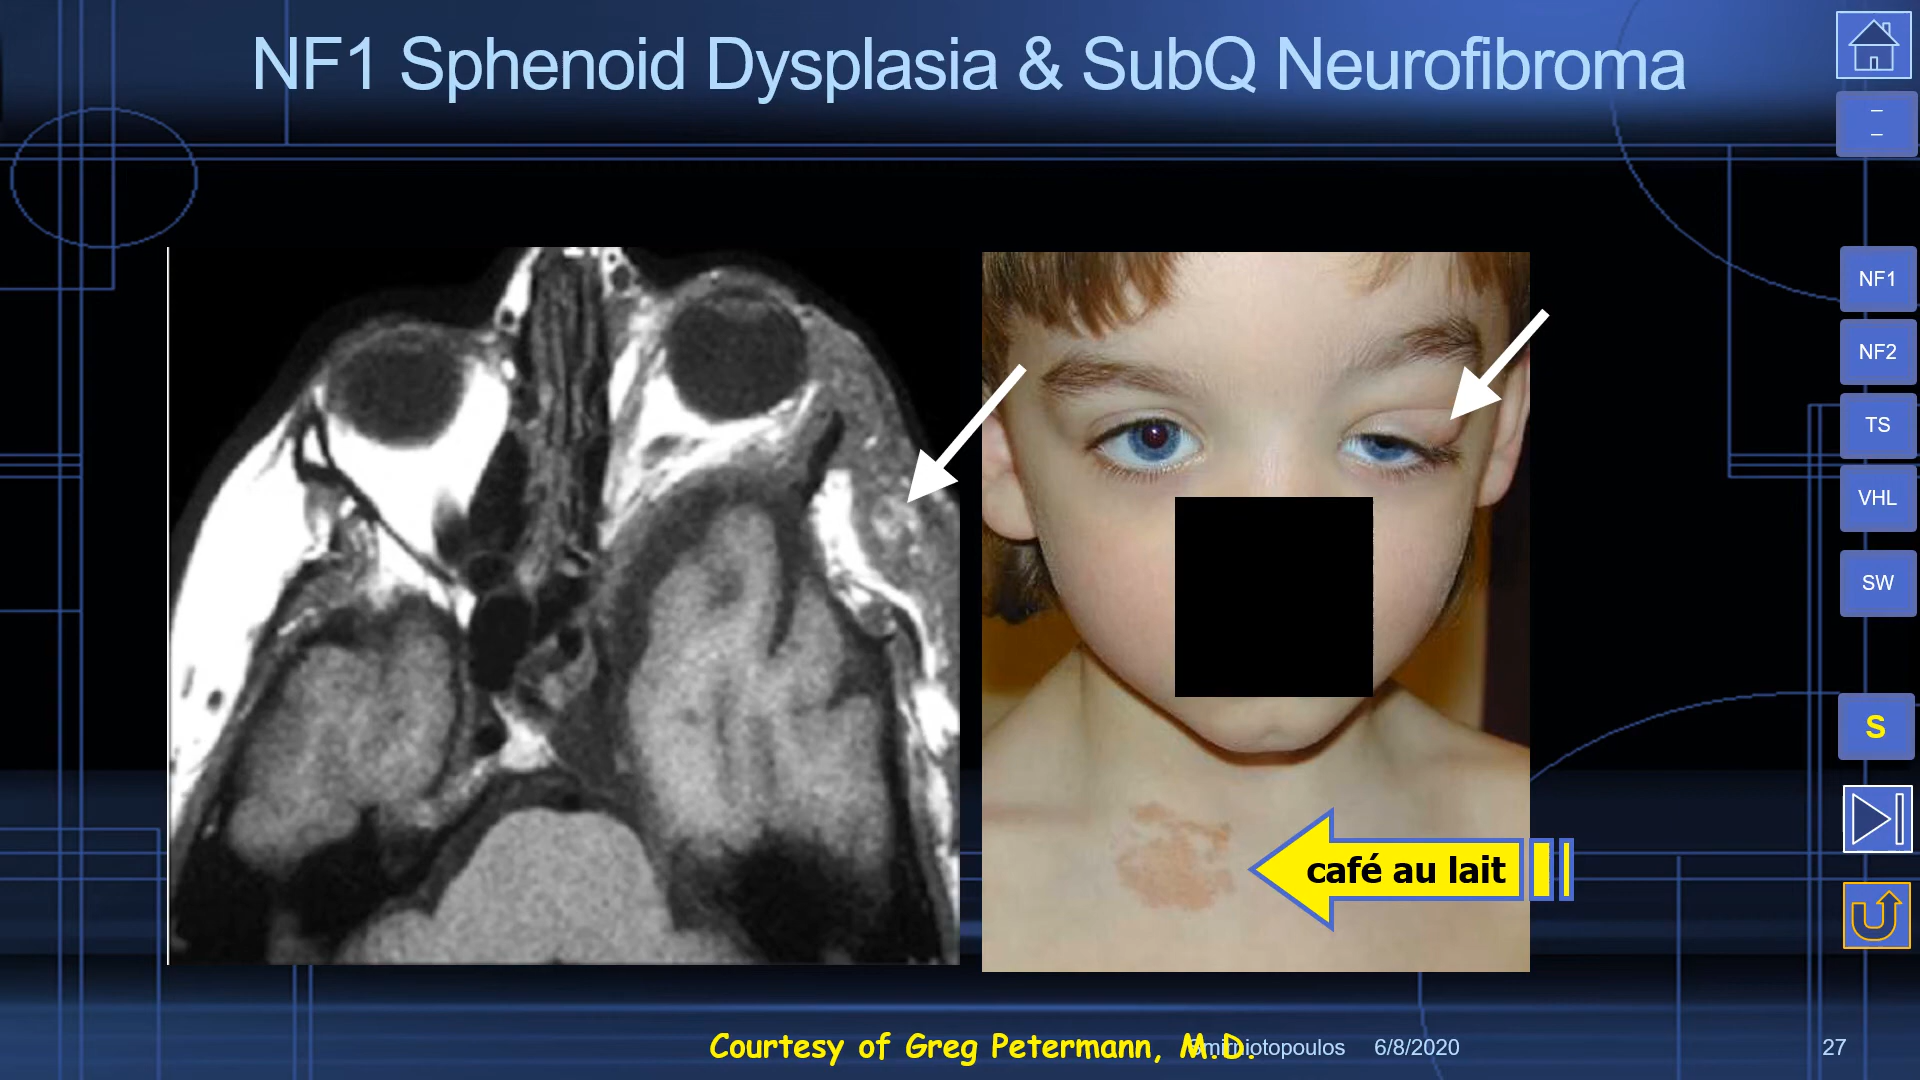 NF1 Sphenoid Dysplasia & SubQ Neurofibroma
–
–
NF1
NF2
TS
VHL
SW
S
café au lait
Courtesy of Greg Petermann, M.D.
Smirniotopoulos 6/8/2020
27